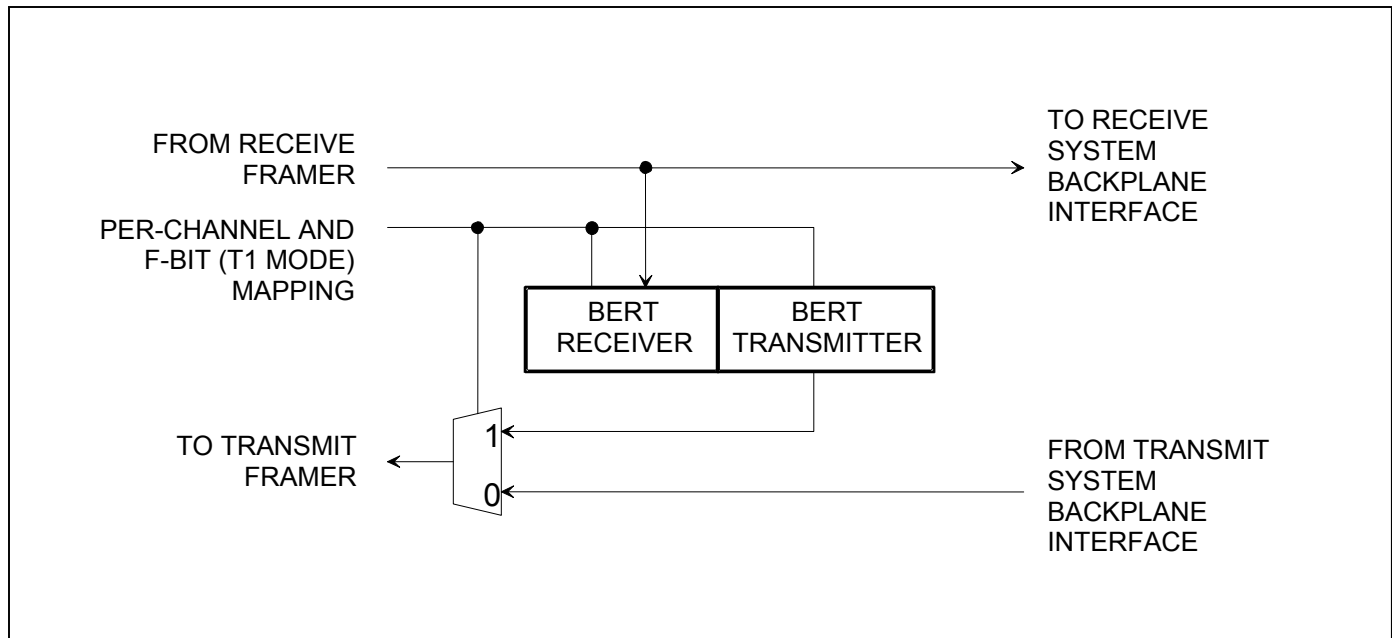 FROM RECEIVE
FRAMER
TO RECEIVE
SYSTEM
BACKPLANE
INTERFACE
PER-CHANNEL AND
F-BIT (T1 MODE)
MAPPING
BERT
RECEIVER
BERT
TRANSMITTER
1
0
TO TRANSMIT
FRAMER
FROM TRANSMIT
SYSTEM
BACKPLANE
INTERFACE